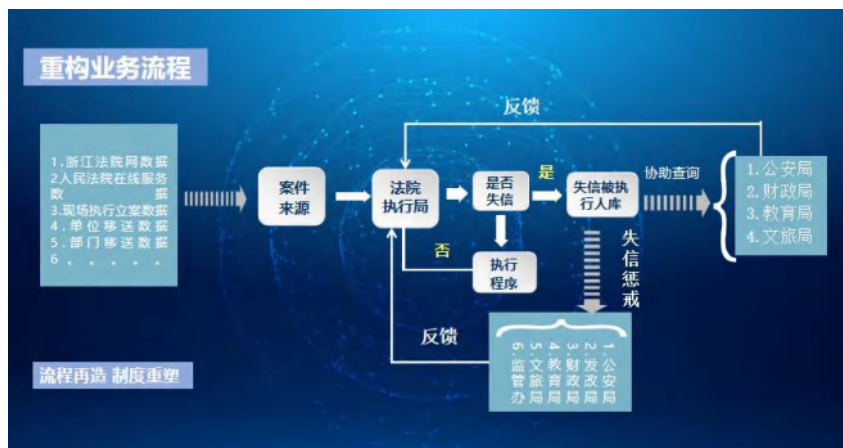 重构业务流程
反馈
1.浙江法院网数据
2人民法院在线服务
数据
3.现场执行立案数据
4.单位移送数据
5.部门移送数据
6.....
案件
来源
法院
执行局
是否
失信
是
失信被执
行人库
协助查询
1.公安局
2.财政局
3.教育局
4.文旅局
否
执行
程序
失信惩戒
反馈
1.公安局
2.发改局
3.财政局
4.教育局
5.文旅局
6.监管办
流程再造 制度重塑